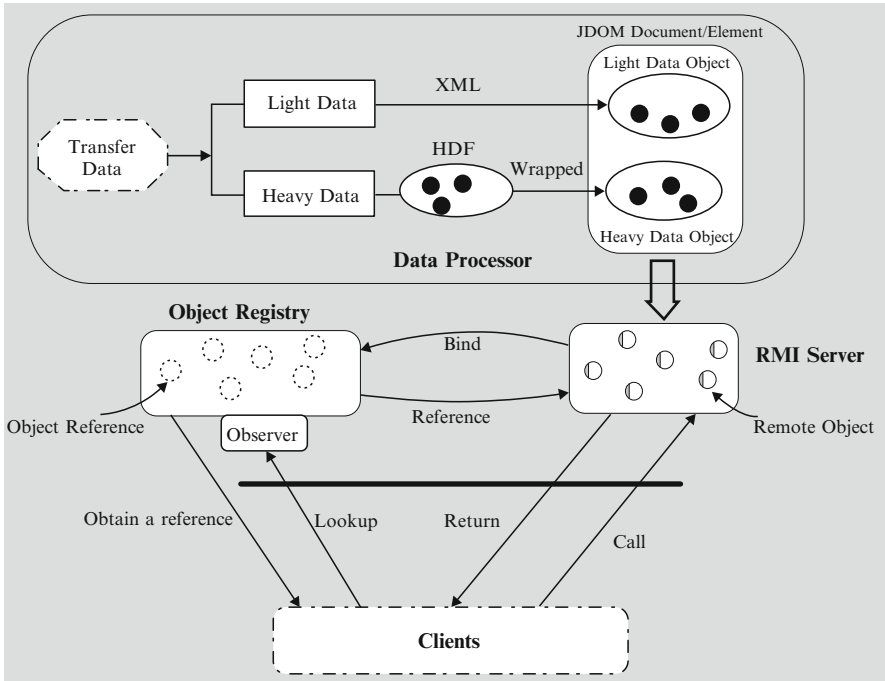 JDOM Document/Element
Light Data Object
Light Data
XML
Transfer
Data
HDF
Wrapped
Heavy Data
Heavy Data Object
Data Processor
Object Registry
Bind
RMI Server
Reference
Object Reference
Observer
Remote Object
Obtain a reference
Lookup
Return
Call
Clients